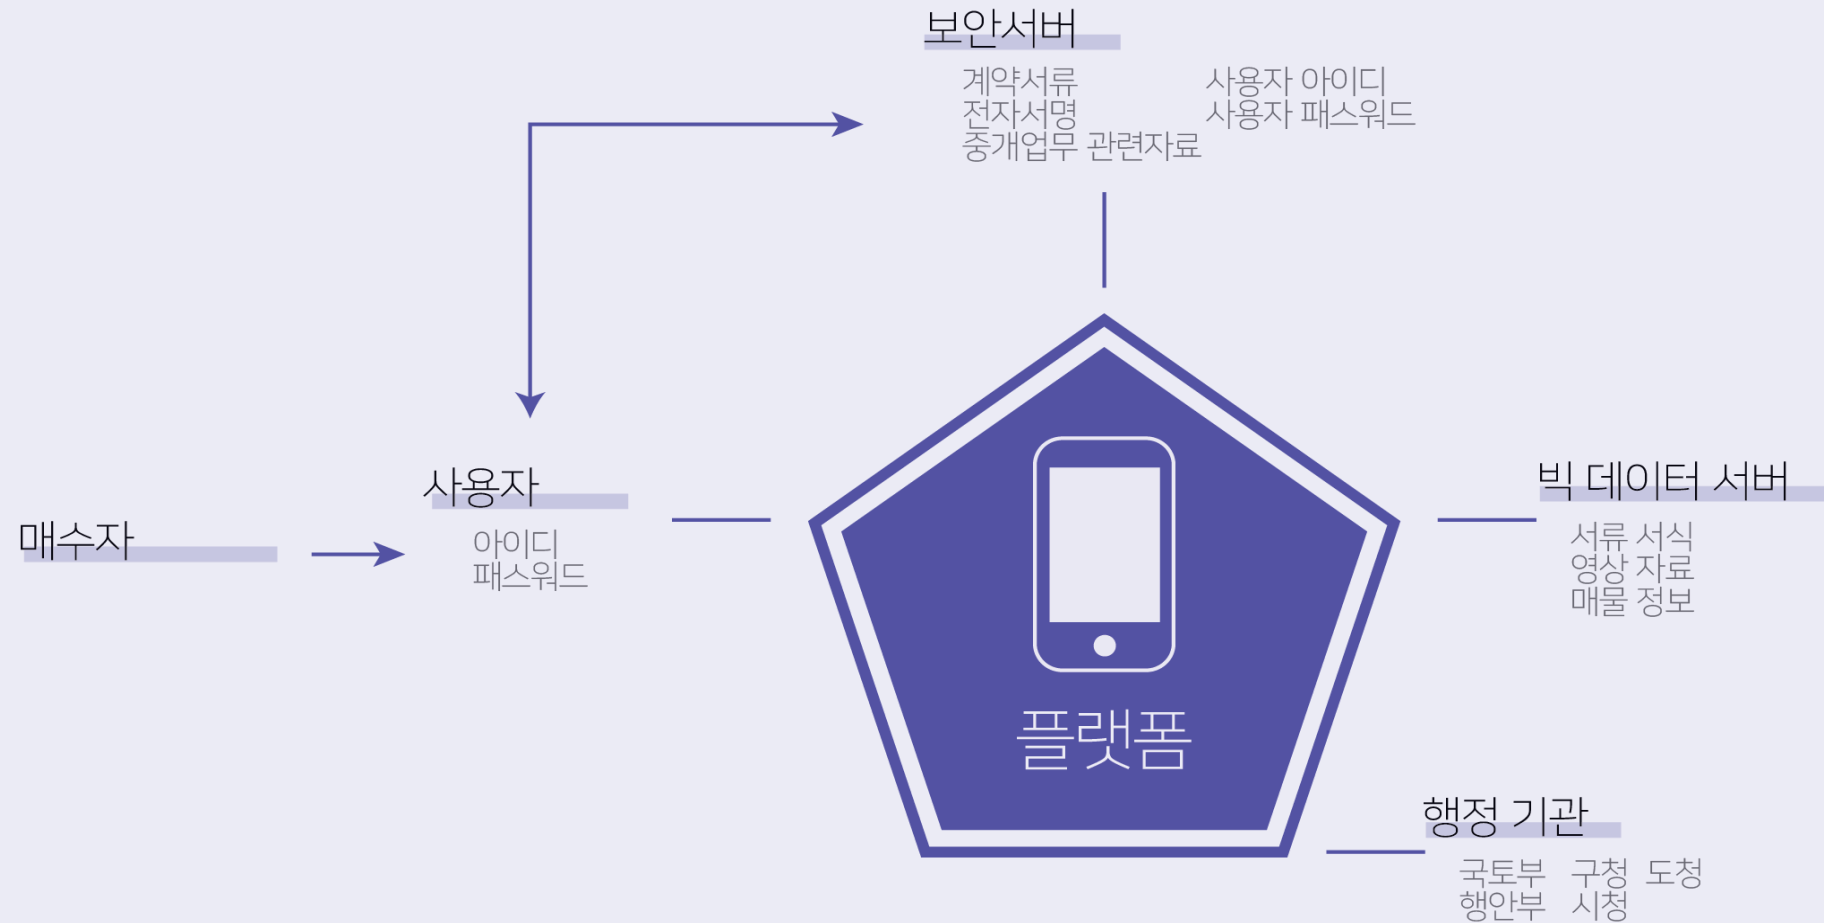 보안서버
계약서류
전자서명
중개업무 관련자료
사용자 아이디
사용자 패스워드
매수자
사용자
아이디
패스워드
플랫폼
빅 데이터 서버
서류 서식
영상 자료
매물 정보
행정 기관
국토부 구청 도청
행안부 시청